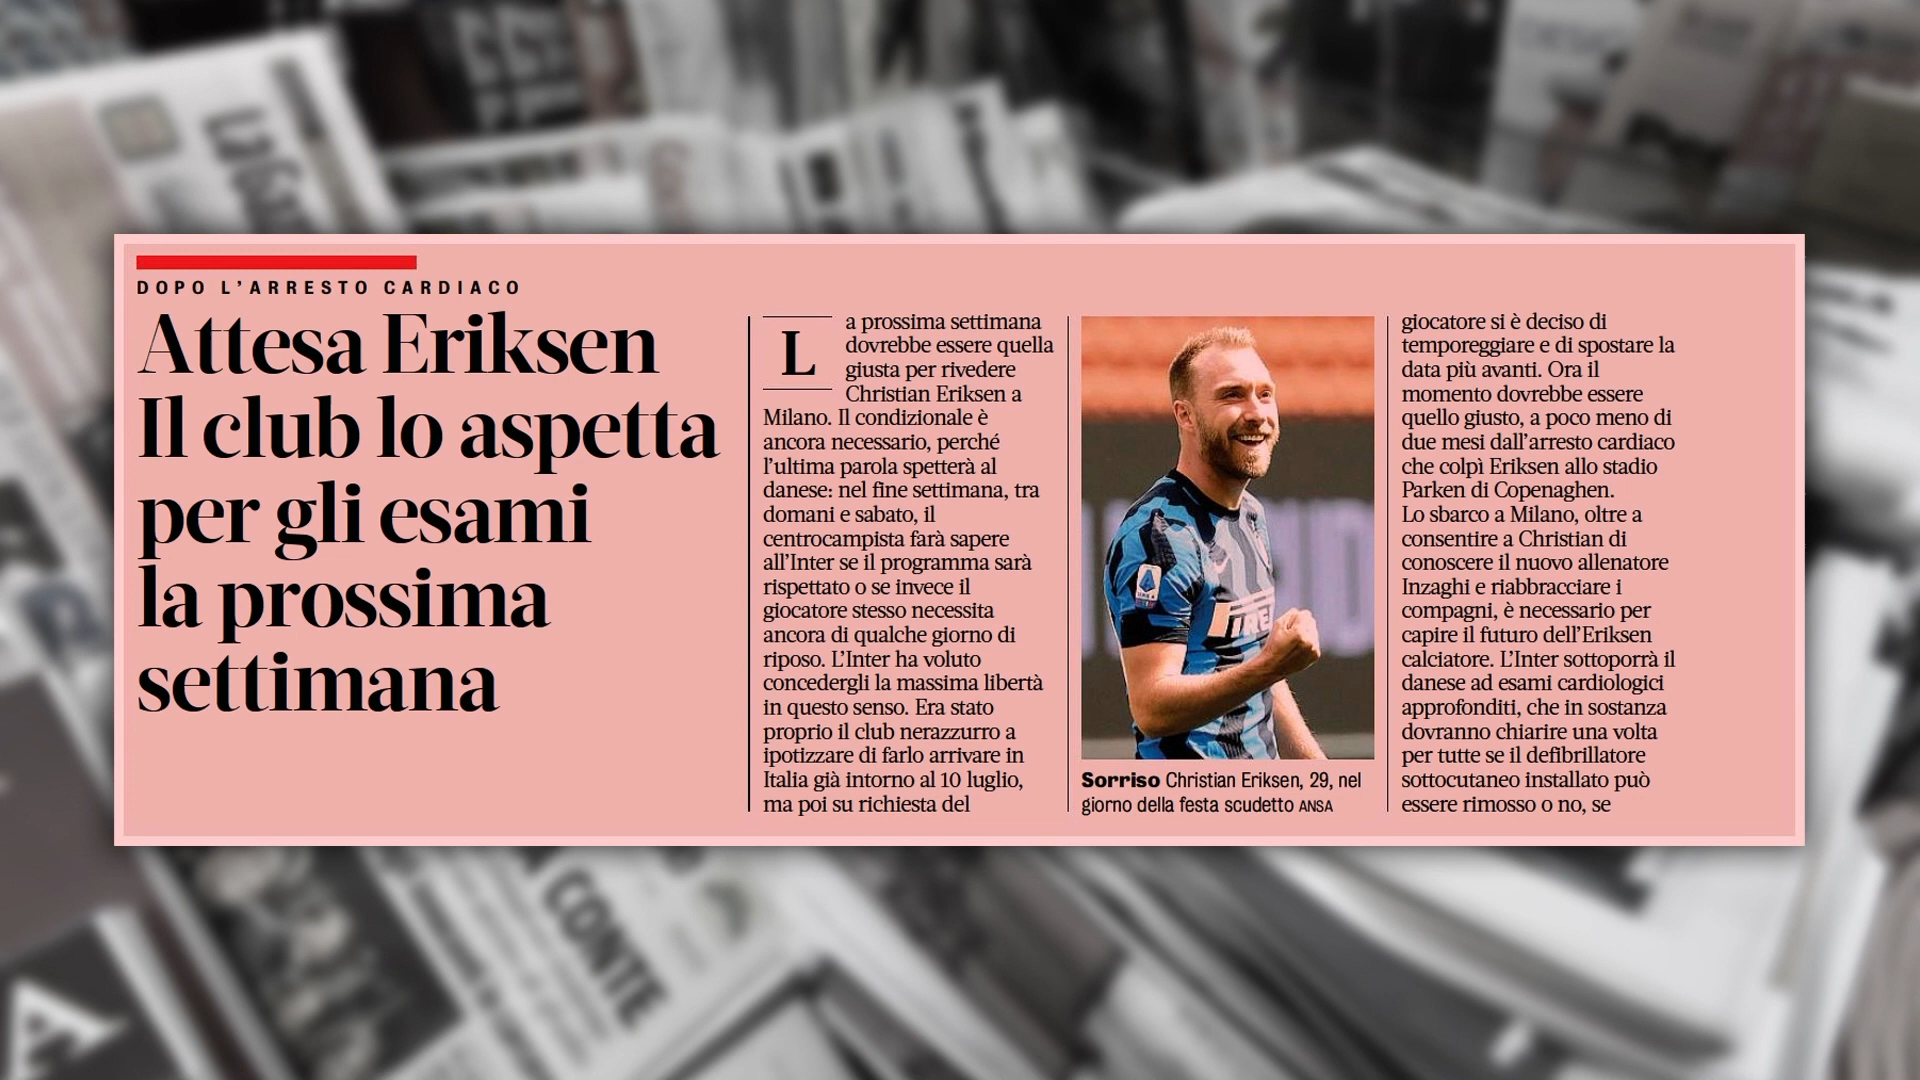 DOPO L'ARRESTO CARDIACO
Attesa Eriksen
Il club lo aspetta
per gli esami
la prossima
settimana
La prossima settimana
dovrebbe essere quella
giusta per rivedere
Christian Eriksen a
Milano. Il condizionale è
ancora necessario, perché
l'ultima parola spetterà al
danese: nel fine settimana, tra
domani e sabato, il
centrocampista farà sapere
all'Inter se il programma sarà
rispettato o se invece il
giocatore stesso necessita
ancora di qualche giorno di
riposo. L'Inter ha voluto
concedergli la massima libertà
in questo senso. Era stato
proprio il club nerazzurro a
ipotizzare di farlo arrivare in
Italia già intorno al 10 luglio,
ma poi su richiesta del
Sorriso Christian Eriksen, 29, nel
giorno della festa scudetto ANSA
giocatore si è deciso di
temporeggiare e di spostare la
data più avanti. Ora il
momento dovrebbe essere
quello giusto, a poco meno di
due mesi dall'arresto cardiaco
che colpì Eriksen allo stadio
Parken di Copenaghen.
Lo sbarco a Milano, oltre a
consentire a Christian di
conoscere il nuovo allenatore
Inzaghi e riabbracciare i
compagni, è necessario per
capire il futuro dell'Eriksen
calciatore. L'Inter sottoporrà il
danese ad esami cardiologici
approfonditi, che in sostanza
dovranno chiarire una volta
per tutte se il defibrillatore
sottocutaneo installato può
essere rimosso o no, se
CONTE